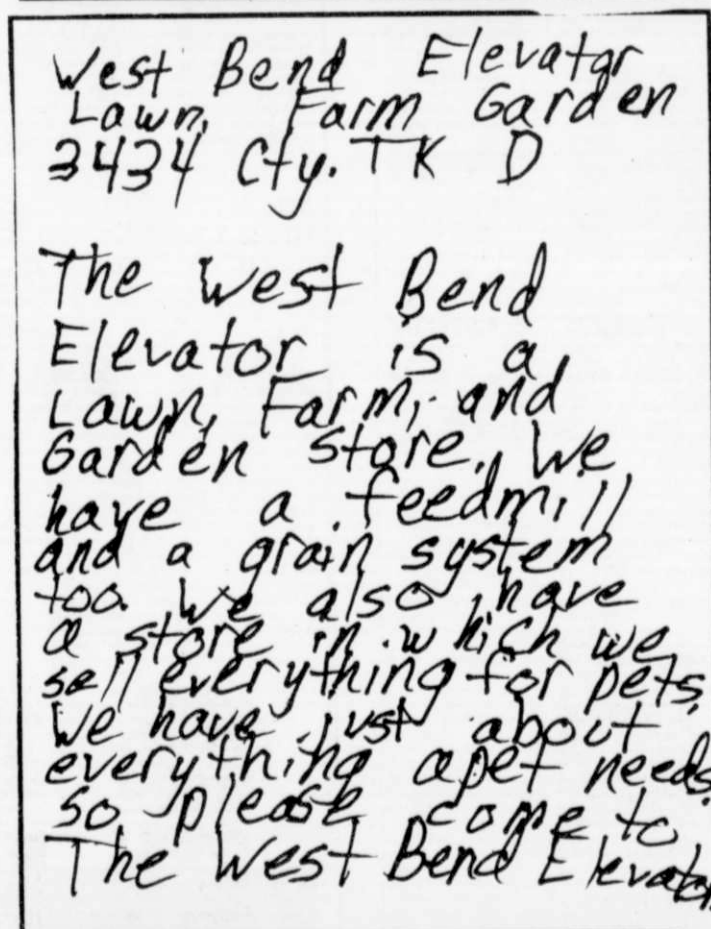 West Bend Elevator
Lawn, Farm Garden
3434 Cty. TK D
The West Bend
Elevator is a
Lawn, Farm, and
Garden store. We
have a feedmill
and a grain system
too. We also have
a store in which we
sell everything for pets.
We have just about
everything a pet needs
so please come to
The West Bend Elevator.